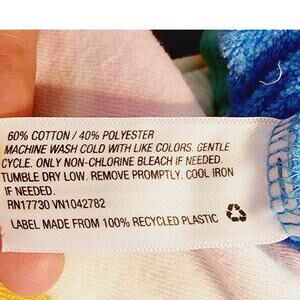 60% COTTON / 40% POLYESTER
MACHINE WASH COLD WITH LIKE COLORS. GENTLE
CYCLE. ONLY NON-CHLORINE BLEACH IF NEEDED.
TUMBLE DRY LOW. REMOVE PROMPTLY. COOL IRON
IF NEEDED.
RN17730 VN1042782
LABEL MADE FROM 100% RECYCLED PLASTIC